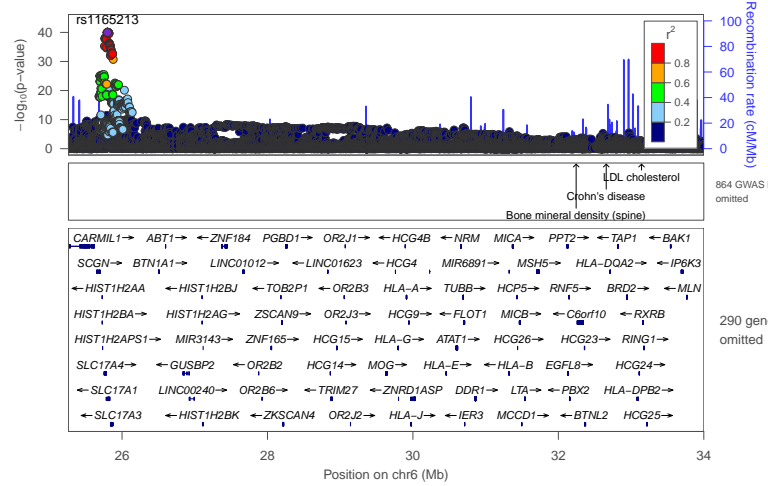 rs1165213
−log10(p−value)
40
30
20
10
0
100
80
60
40
20
0
Recombination rate (cM/Mb)
r2
0.8
0.6
0.4
0.2
LDL cholesterol
Crohn's disease
Bone mineral density (spine)
864 GWAS
omitted
CARMIL1→ ABT1→ ←ZNF184 PGBD1→ OR2J1→ ←HCG4B ←NRM MICA→ PPT2→ ←TAP1 ←BAK1
SCGN→ BTN1A1→ LINC01012→ ←LINC01623 ←HCG4 MIR6891→ MSH5→ HLA−DQA2→ ←IP6K3
←HIST1H2AA ←HIST1H2BJ ←TOB2P1 ←OR2B3 HLA−A→ TUBB→ HCP5→ RNF5→ BRD2→ ←MLN
HIST1H2BA→ HIST1H2AG→ ZSCAN9→ OR2J3→ HCG9→ ←FLOT1 MICB→ ←C6orf10 ←RXRB
HIST1H2APS1→ MIR3143→ ZNF165→ HCG15→ HLA−G→ ATAT1→ HCG26→ HCG23→ RING1→
SLC17A4→ ←GUSBP2 ←OR2B2 HCG14→ MOG→ ←HLA−E→ ←HLA−B EGFL8→ HCG24→
←SLC17A1 LINC00240→ OR2B6→ ←TRIM27 ←ZNRD1ASP DDR1→ LTA→ ←PBX2 HLA−DPB2→
←SLC17A3 ←HIST1H2BK ←ZKSCAN4 ←OR2J2→ HLA−J→ ←IER3 MCCD1→ ←BTNL2 HCG25→
290
omitted
26
28
30
32
34
Position on chr6 (Mb)